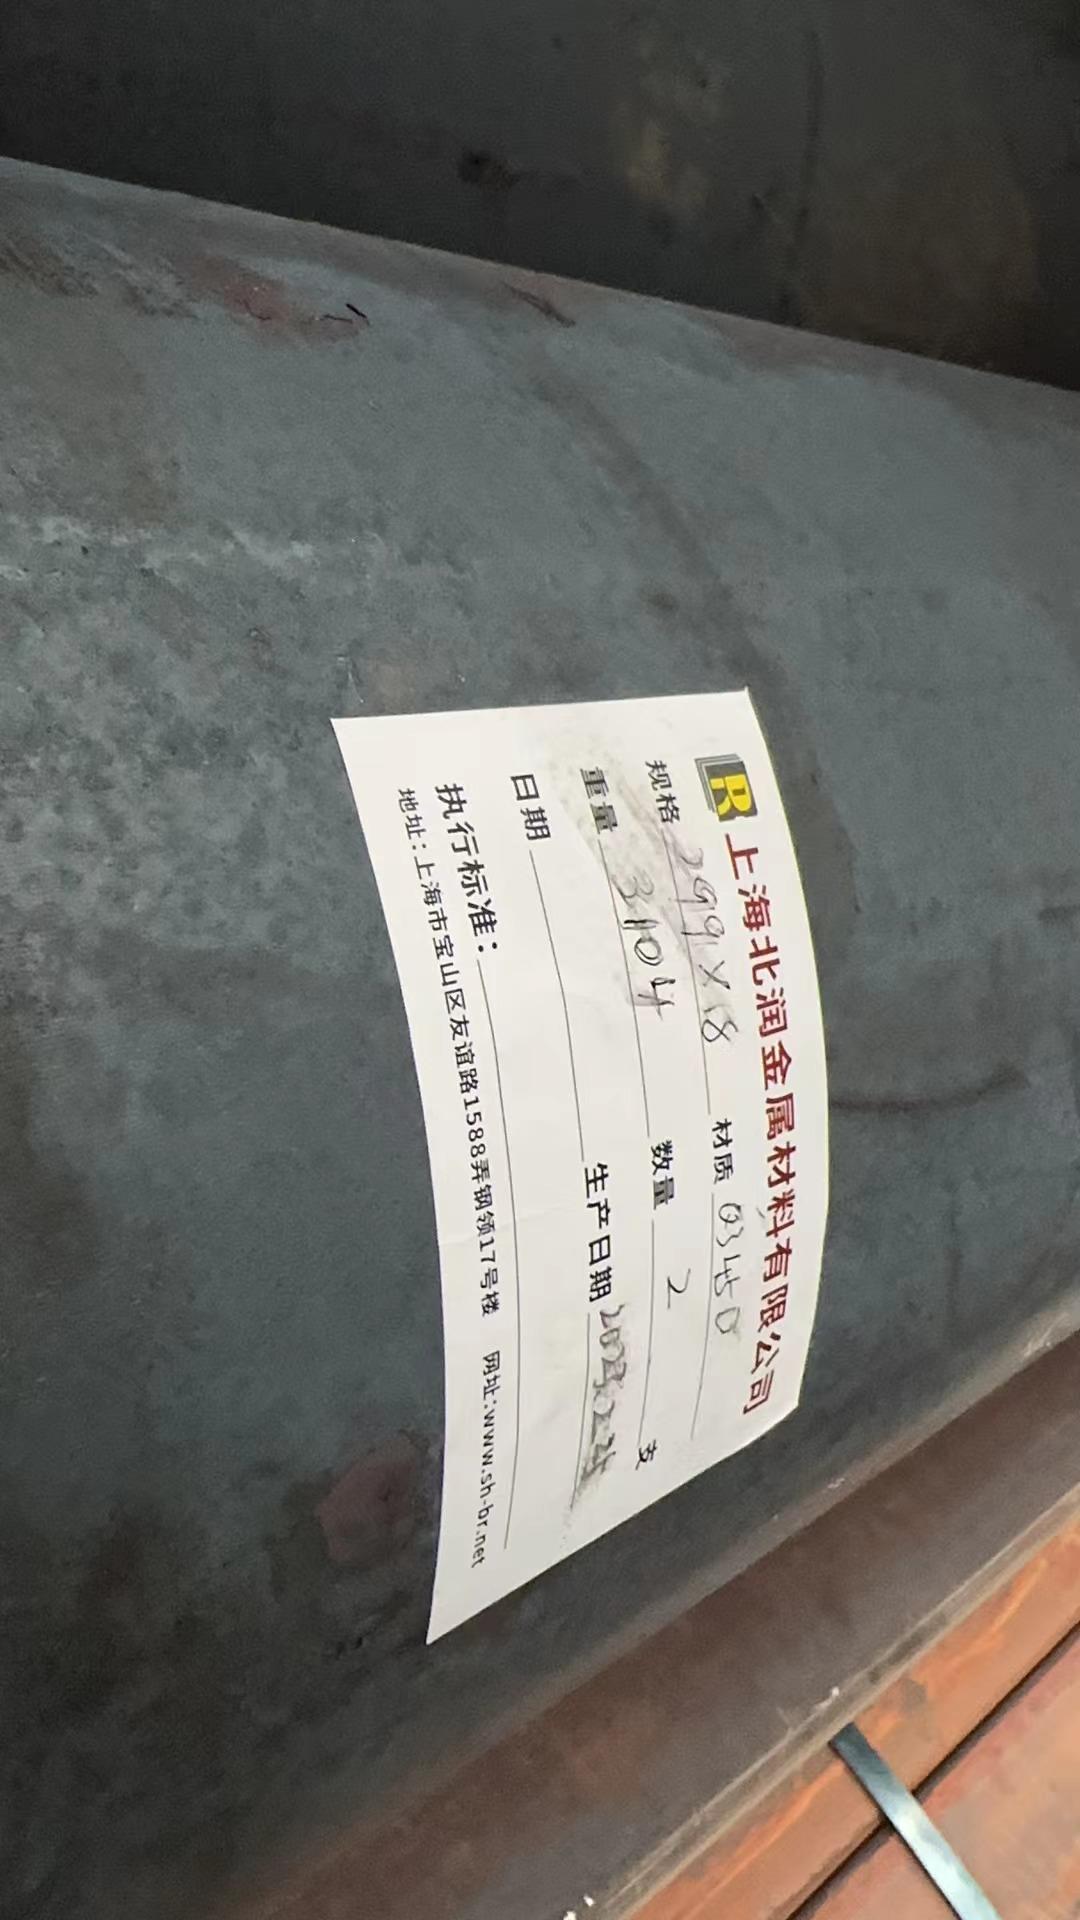 R 上海北润金属材料有限公司
规格 299×18 材质 Q345D
重量 3104 数量 2 支
日期 生产日期
执行标准：
地址：上海市宝山区友谊路1588弄钢领17号楼 网址：www.sh-br.net